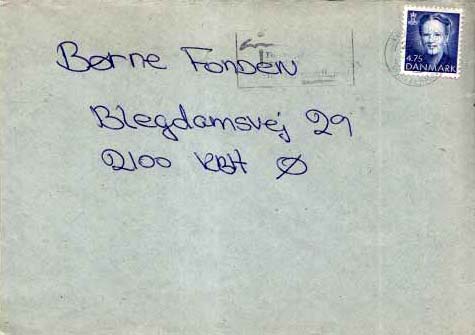 Børne Fonden
Blegdamsvej 29
2100 KBH Ø
4.75
DANMARK